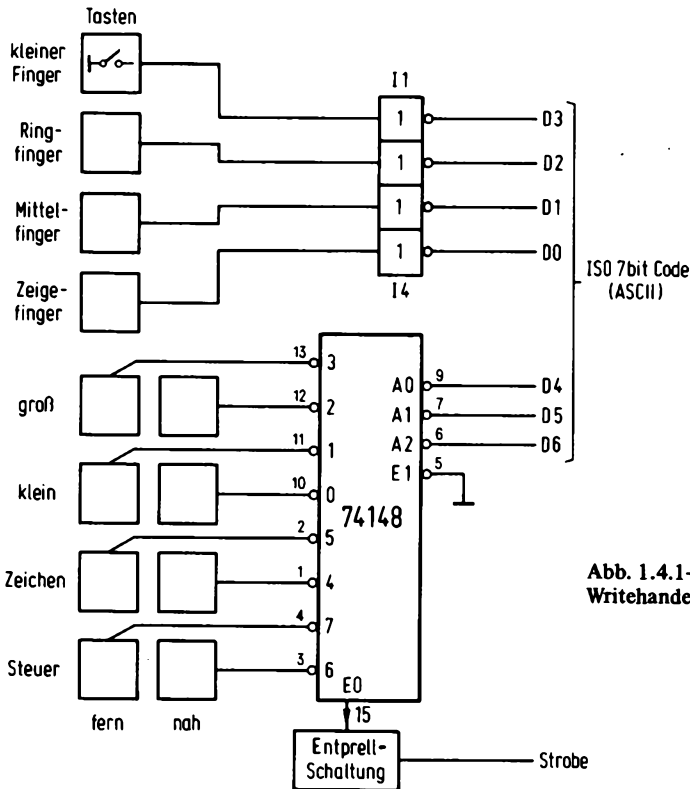 Tasten
kleiner
Finger
Ring-
finger
Mittel-
finger
Zeige-
finger
I1
1
1
1
1
I4
D3
D2
D1
D0
ISO 7bit Code
(ASCII)
13 3
groß
12 2
11 1
klein
10 0
2 5
Zeichen
1 4
4 7
Steuer
3 6
fern nah
74148
A0 9 D4
A1 7 D5
A2 6 D6
E1 5
E0
15
Entprell-
Schaltung
Strobe
Abb. 1.4.1-
Writehande